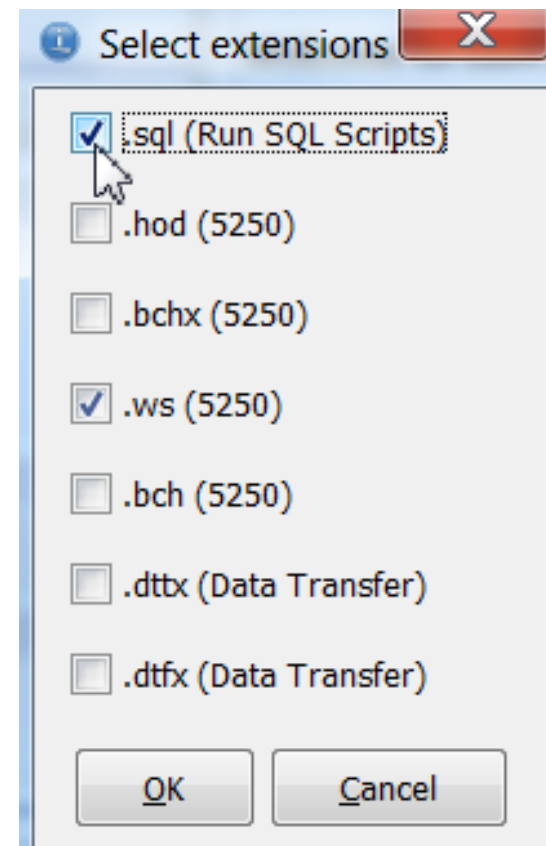 Select extensions
.sql (Run SQL Scripts)
.hod (5250)
.bchx (5250)
.ws (5250)
.bch (5250)
.dttx (Data Transfer)
.dtfx (Data Transfer)
OK Cancel